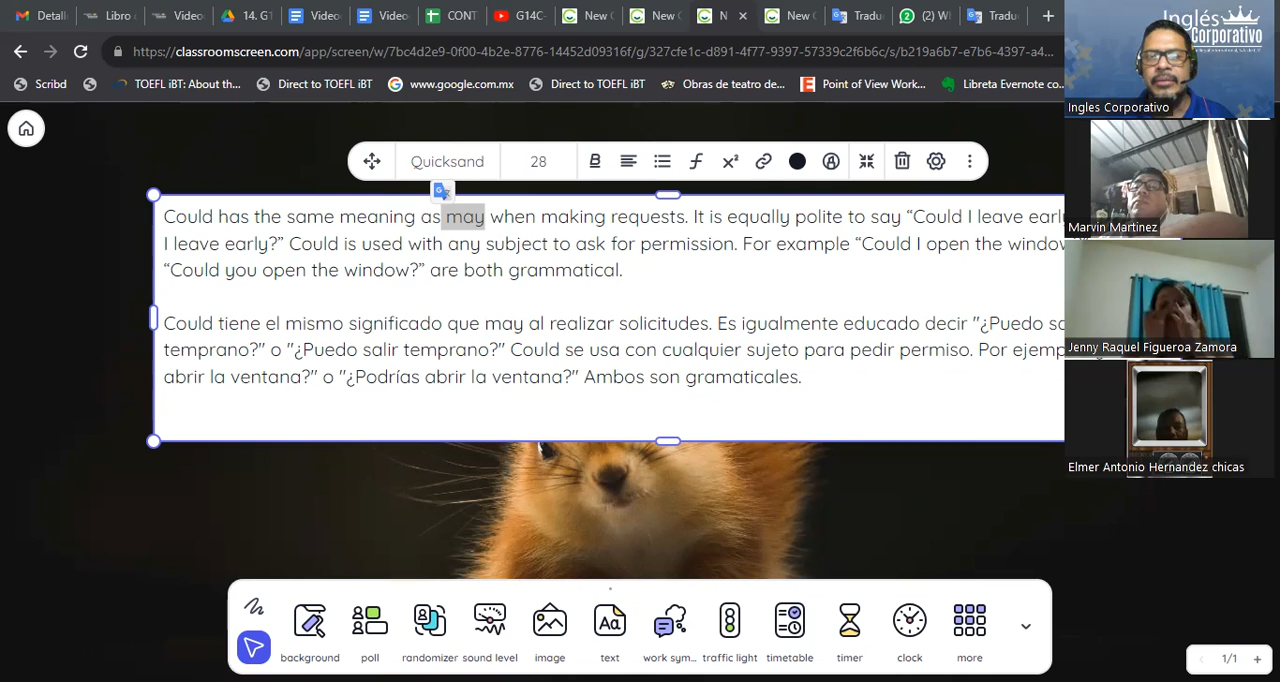 Detall
Libro
Video
14. G1
Video
Video
CONT
G14C-
New C
New C
N
New C
Tradu
(2) W
Tradu
https://classroomscreen.com/app/screen/w/7bc4d2e9-0f00-4b2e-8776-14452d09316f/g/327cfe1c-d891-4f77-9397-57339c2f6b6c/s/b219a6b7-e7b6-4397-a4...
Scribd
TOEFL iBT: About th...
Direct to TOEFL iBT
www.google.com.mx
Direct to TOEFL iBT
Obras de teatro de...
Point of View Work...
Libreta Evernote co...
Inglés
Corporativo
Ingles Corporativo
Marvin Martinez
Jenny Raquel Figueroa Zamora
Elmer Antonio Hernandez chicas
Quicksand
28
Could has the same meaning as may when making requests. It is equally polite to say “Could I leave earl
I leave early?” Could is used with any subject to ask for permission. For example “Could I open the window
“Could you open the window?” are both grammatical.
Could tiene el mismo significado que may al realizar solicitudes. Es igualmente educado decir "¿Puedo sa
temprano?" o "¿Puedo salir temprano?" Could se usa con cualquier sujeto para pedir permiso. Por ejemp
abrir la ventana?" o "¿Podrías abrir la ventana?" Ambos son gramaticales.
background
poll
randomizer
sound level
image
text
work sym...
traffic light
timetable
timer
clock
more
1/1